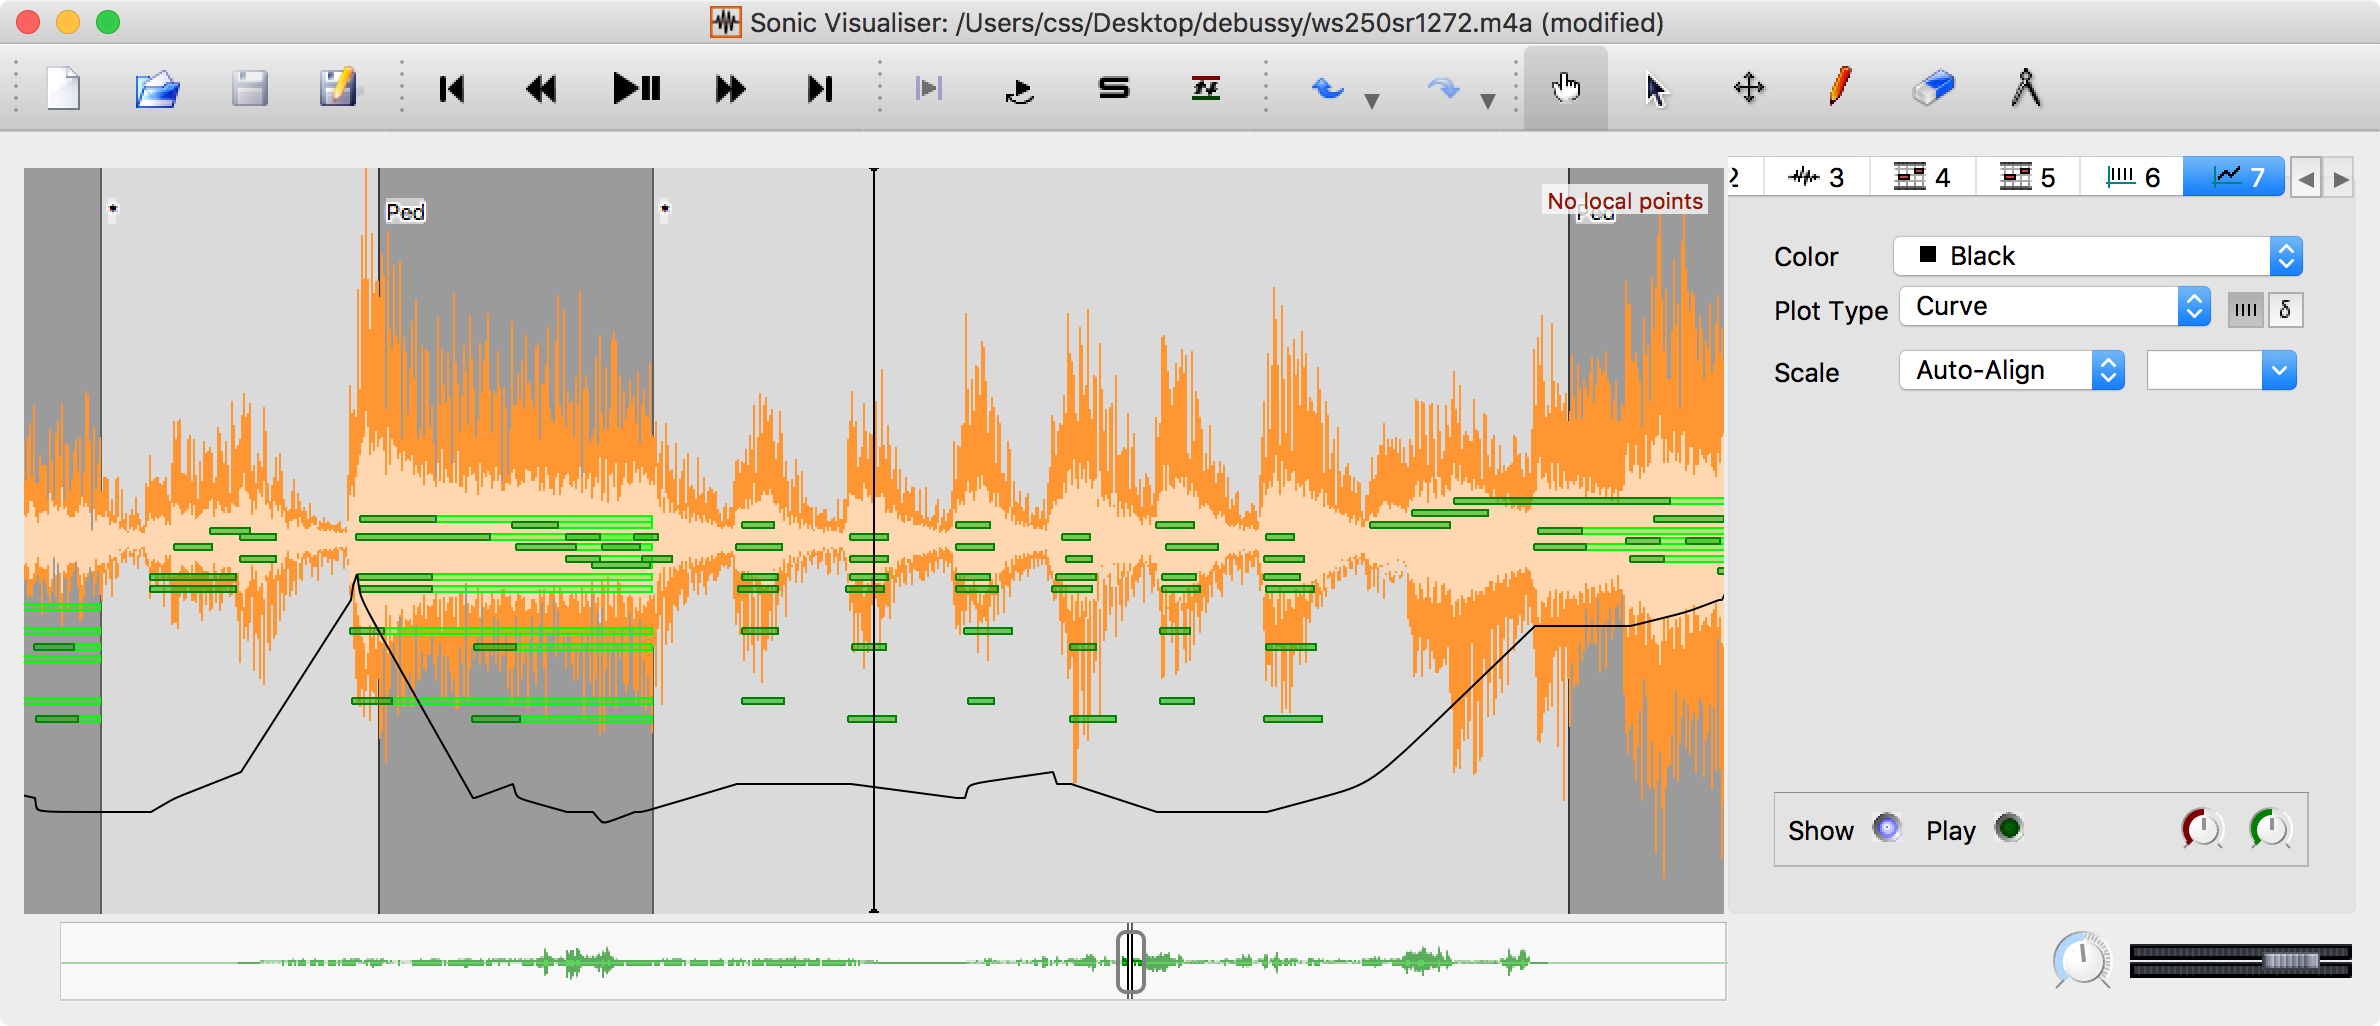 Sonic Visualiser: /Users/css/Desktop/debussy/ws250sr1272.m4a (modified)
2 3 4 5 6 7
* Ped * No local points
Ped
Color Black
Plot Type Curve δ
Scale Auto-Align
Show Play